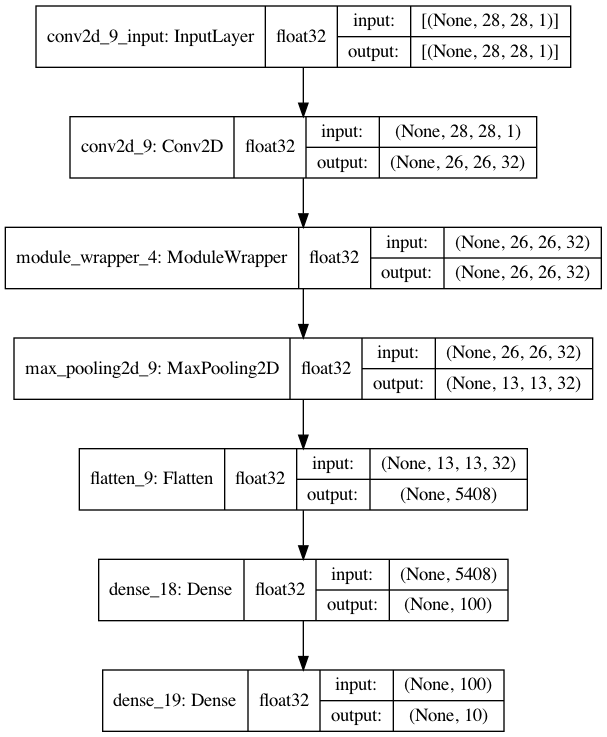 conv2d_9_input: InputLayer float32 input: [(None, 28, 28, 1)]
output: [(None, 28, 28, 1)]
conv2d_9: Conv2D float32 input: (None, 28, 28, 1)
output: (None, 26, 26, 32)
module_wrapper_4: ModuleWrapper float32 input: (None, 26, 26, 32)
output: (None, 26, 26, 32)
max_pooling2d_9: MaxPooling2D float32 input: (None, 26, 26, 32)
output: (None, 13, 13, 32)
flatten_9: Flatten float32 input: (None, 13, 13, 32)
output: (None, 5408)
dense_18: Dense float32 input: (None, 5408)
output: (None, 100)
dense_19: Dense float32 input: (None, 100)
output: (None, 10)